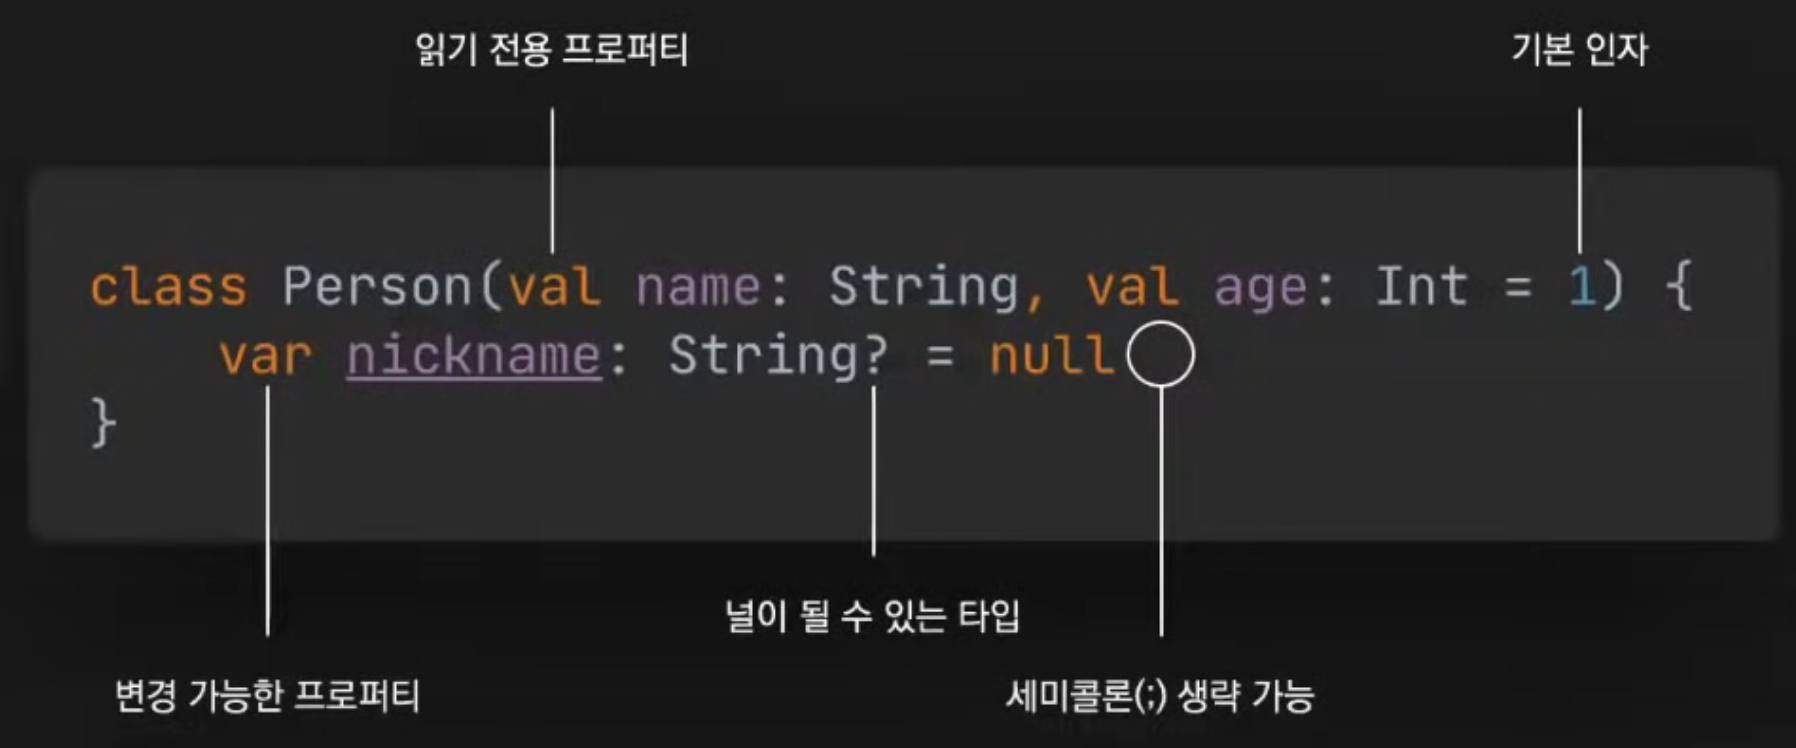 읽기 전용 프로퍼티
기본 인자
class Person(val name: String, val age: Int = 1) {
var nickname: String? = null
}
널이 될 수 있는 타입
변경 가능한 프로퍼티
세미콜론(;) 생략 가능